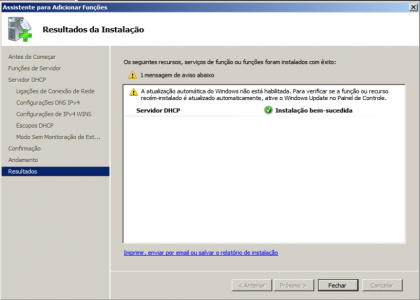 Assistente para Adicionar Funções
Resultados da Instalação
Antes de Começar
Funções de Servidor
Servidor DHCP
Ligações de Conexão de Rede
Configurações DNS IPv4
Configurações de IPv4 WINS
Escopos DHCP
Modo Sem Monitoração de Est...
Confirmação
Andamento
Resultados
Os seguintes recursos, serviços de função ou funções foram instalados com êxito:
1 mensagem de aviso abaixo
A atualização automática do Windows não está habilitada. Para verificar se a função ou recurso
recém-instalado é atualizado automaticamente, ative o Windows Update no Painel de Controle.
Servidor DHCP Instalação bem-sucedida
Imprimir, enviar por email ou salvar o relatório de instalação
< Anterior Próximo > Fechar Cancelar